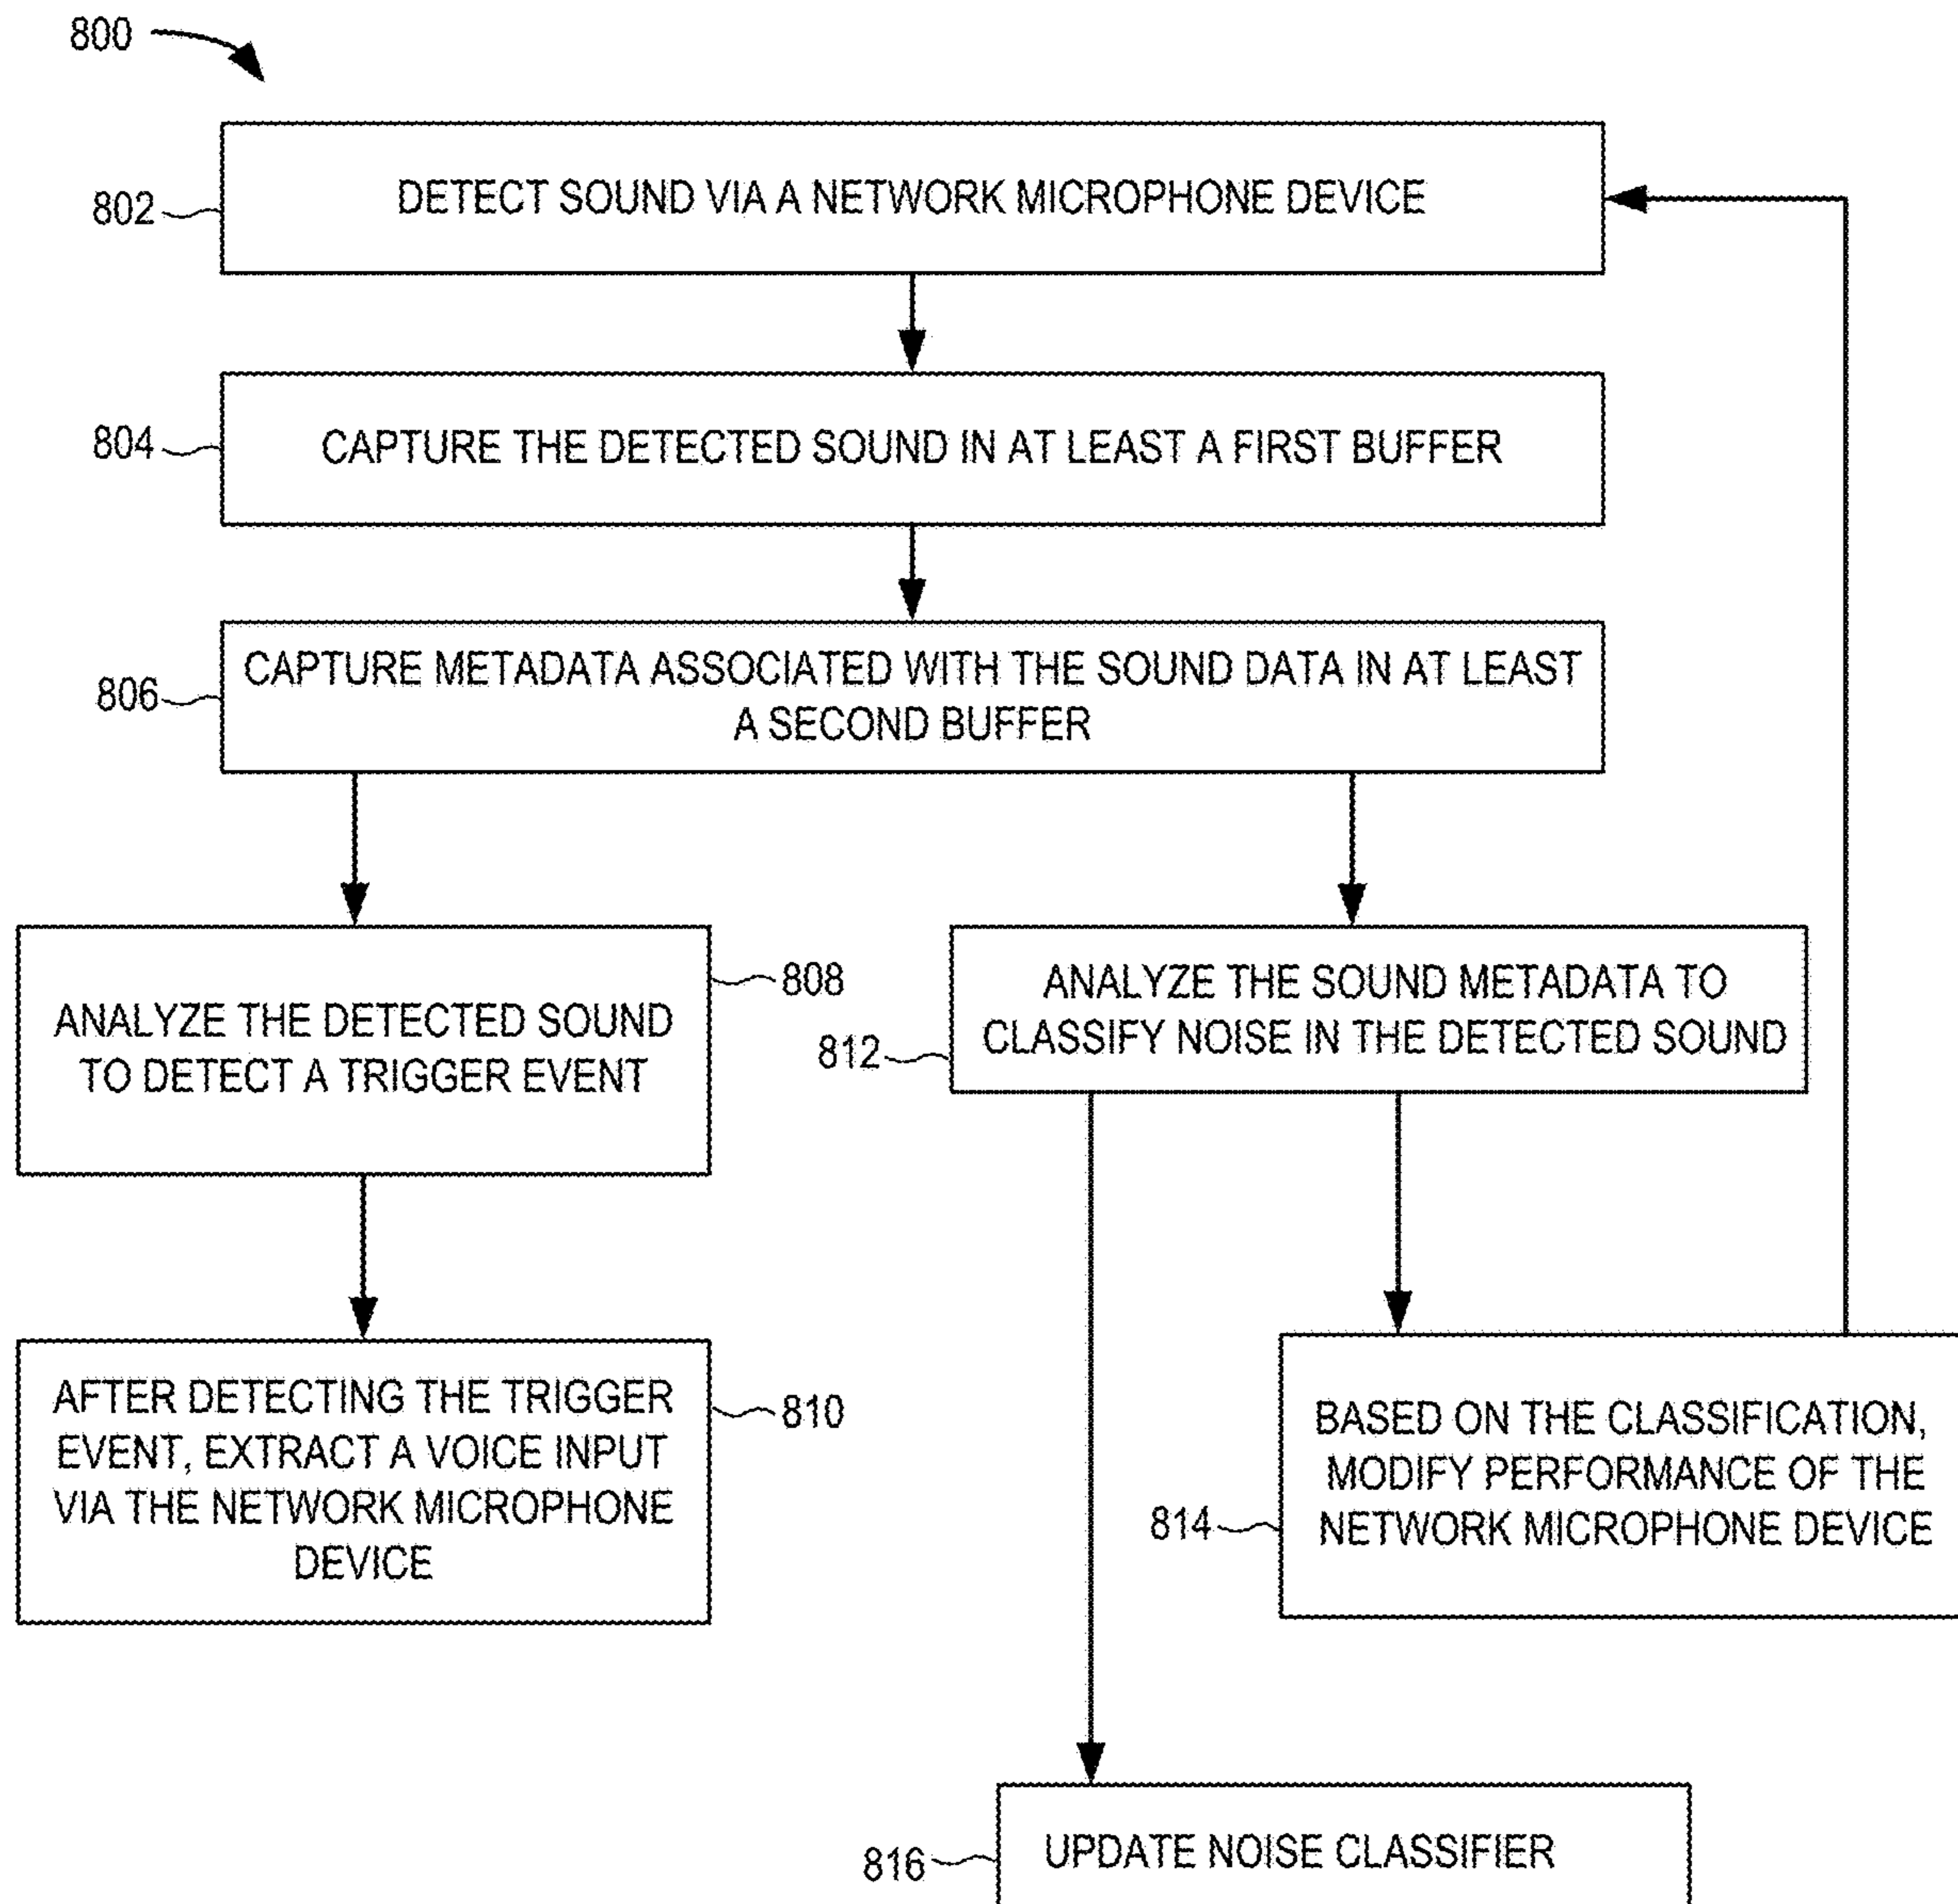 800
802
DETECT SOUND VIA A NETWORK MICROPHONE DEVICE
804
CAPTURE THE DETECTED SOUND IN AT LEAST A FIRST BUFFER
806
CAPTURE METADATA ASSOCIATED WITH THE SOUND DATA IN AT LEAST
A SECOND BUFFER
808
ANALYZE THE DETECTED SOUND
TO DETECT A TRIGGER EVENT
812
ANALYZE THE SOUND METADATA TO
CLASSIFY NOISE IN THE DETECTED SOUND
810
AFTER DETECTING THE TRIGGER
EVENT, EXTRACT A VOICE INPUT
VIA THE NETWORK MICROPHONE
DEVICE
814
BASED ON THE CLASSIFICATION,
MODIFY PERFORMANCE OF THE
NETWORK MICROPHONE DEVICE
816
UPDATE NOISE CLASSIFIER